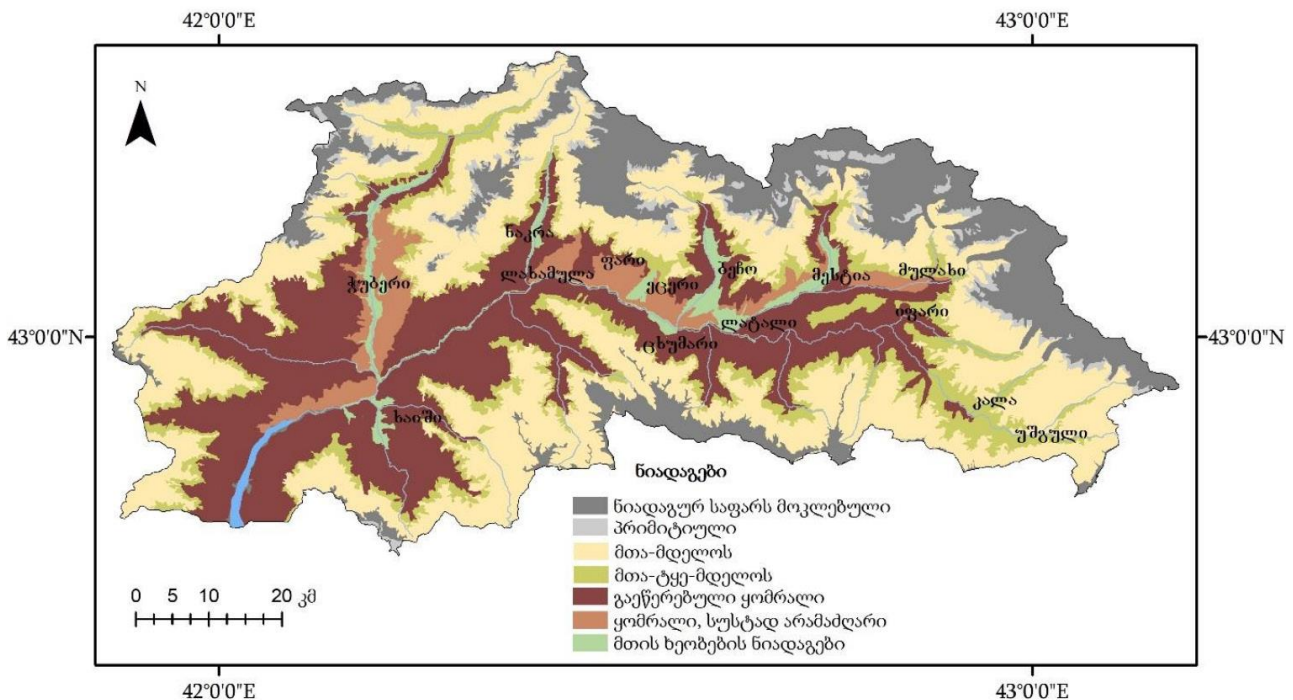 42°0'0"E
43°0'0"E
N
ნაკრა
ფარი
ლახამულა
ბეჩო
ეცერი
მესტია
მულახი
ჭუბერი
იფარი
ლატალი
ცხუმარი
43°0'0"N
43°0'0"N
კალა
ხაიში
უშგული
ნიადაგები
ნიადაგურ საფარს მოკლებული
პრიმიტიული
მთა-მდელოს
მთა-ტყე-მდელოს
გაეწერებული ყომრალი
ყომრალი, სუსტად არამაძღარი
მთის ხეობების ნიადაგები
0 5 10 20 კმ
42°0'0"E
43°0'0"E